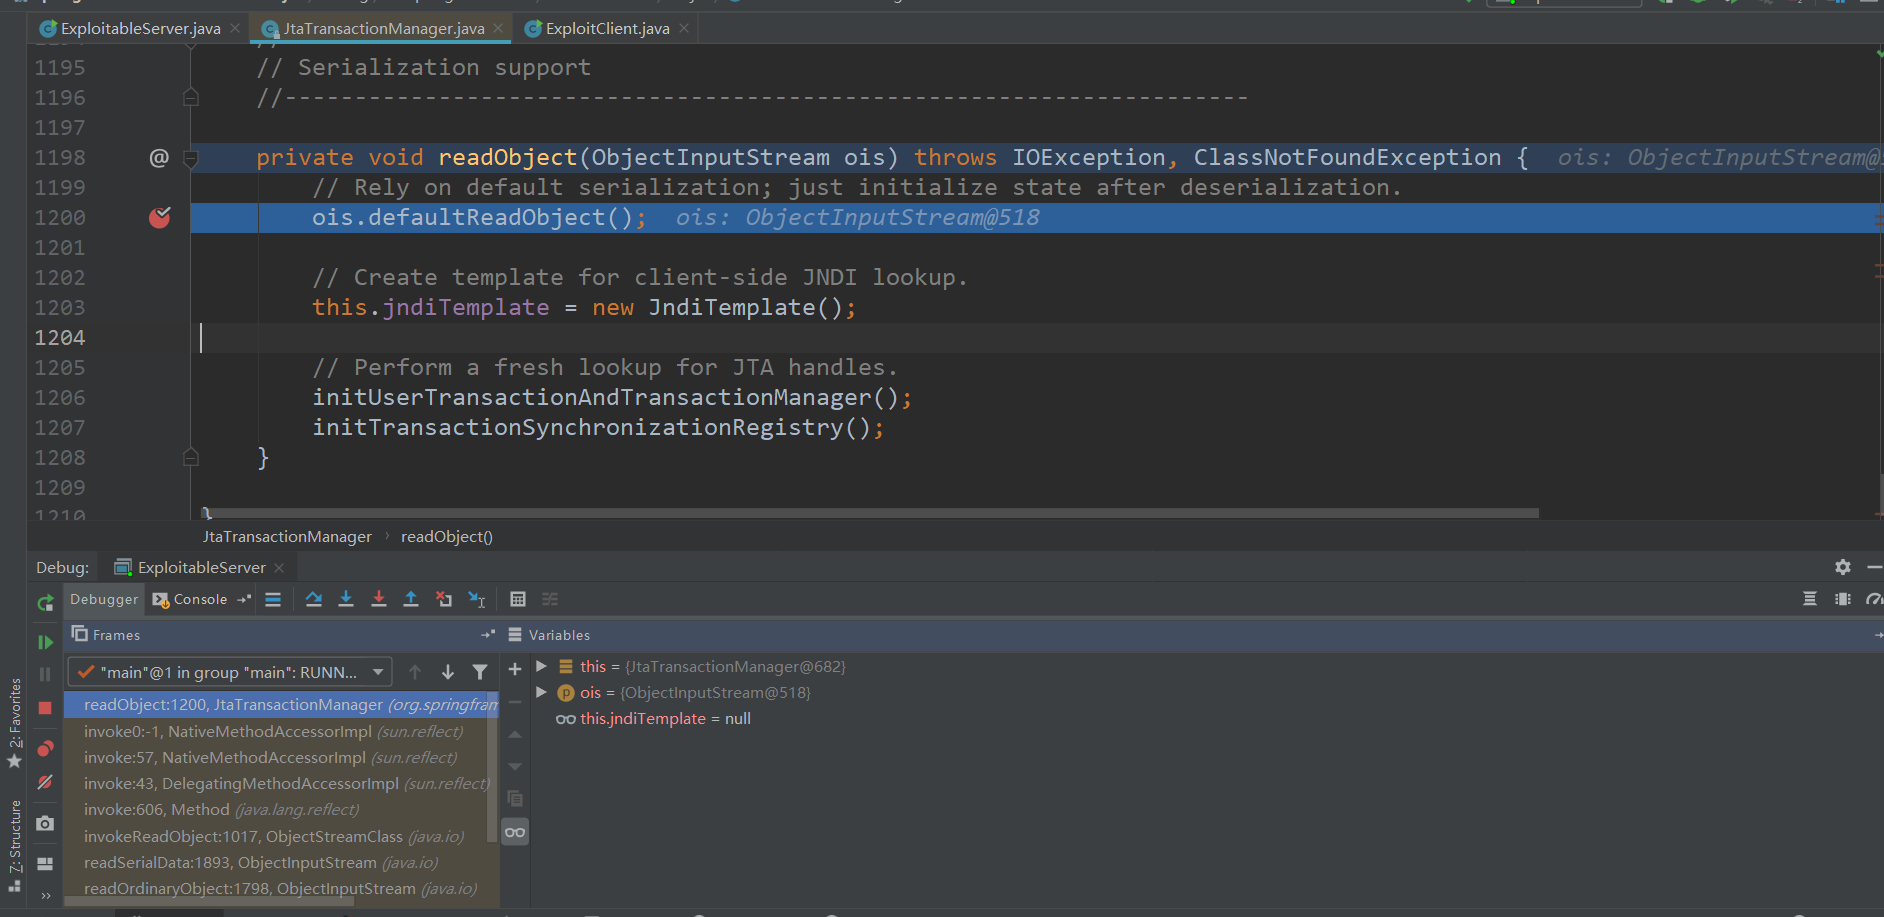 ExploitableServer.java
JtaTransactionManager.java
ExploitClient.java
1195 // Serialization support
1196 //---------------------------------------------------------------------
1197
1198 @ private void readObject(ObjectInputStream ois) throws IOException, ClassNotFoundException { ois: ObjectInputStream@
1199 // Rely on default serialization; just initialize state after deserialization.
1200 ois.defaultReadObject(); ois: ObjectInputStream@518
1201
1202 // Create template for client-side JNDI lookup.
1203 this.jndiTemplate = new JndiTemplate();
1204
1205 // Perform a fresh lookup for JTA handles.
1206 initUserTransactionAndTransactionManager();
1207 initTransactionSynchronizationRegistry();
1208 }
1209
1210 }
JtaTransactionManager › readObject()
Debug: ExploitableServer
Debugger Console
Frames
Variables
"main"@1 in group "main": RUNN...
readObject:1200, JtaTransactionManager (org.springfram
invoke0:-1, NativeMethodAccessorImpl (sun.reflect)
invoke:57, NativeMethodAccessorImpl (sun.reflect)
invoke:43, DelegatingMethodAccessorImpl (sun.reflect)
invoke:606, Method (java.lang.reflect)
invokeReadObject:1017, ObjectStreamClass (java.io)
readSerialData:1893, ObjectInputStream (java.io)
readOrdinaryObject:1798, ObjectInputStream (java.io)
this = {JtaTransactionManager@682}
p ois = {ObjectInputStream@518}
this.jndiTemplate = null
2: Favorites
7: Structure